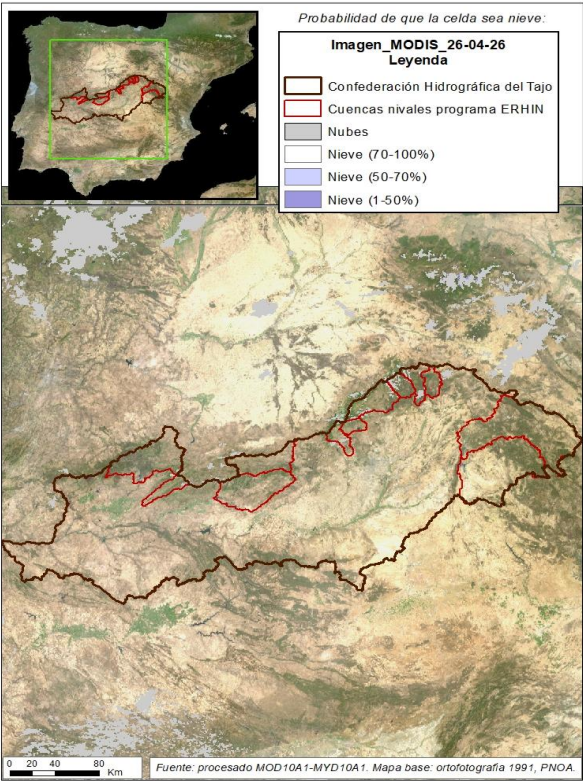 Probabilidad de que la celda sea nieve:
Imagen_MODIS_26-04-26
Leyenda
Confederación Hidrográfica del Tajo
Cuencas nivales programa ERHIN
Nubes
Nieve (70-100%)
Nieve (50-70%)
Nieve (1-50%)
0 20 40 80
Km
Fuente: procesado MOD10A1-MYD10A1. Mapa base: ortofotografía 1991, PNOA.